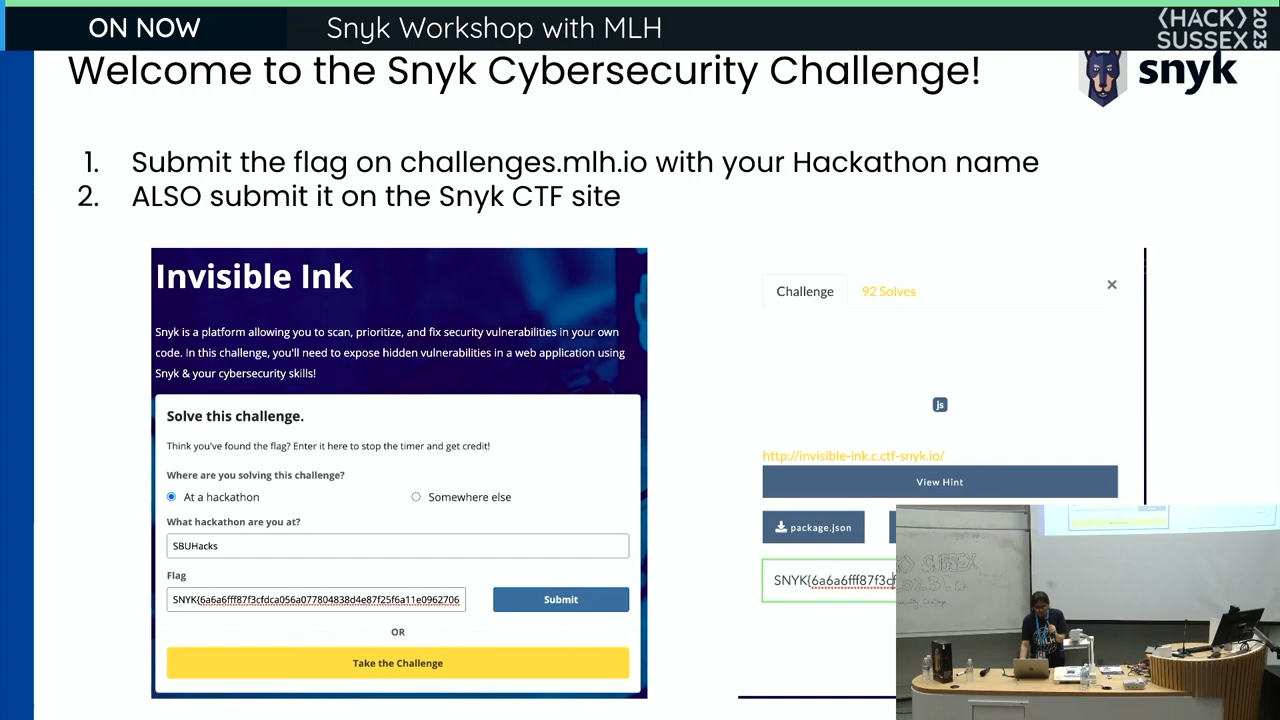 ON NOW
Snyk Workshop with MLH
〈HACK〉
SUSSEX
2023
Welcome to the Snyk Cybersecurity Challenge!
snyk
1. Submit the flag on challenges.mlh.io with your Hackathon name
2. ALSO submit it on the Snyk CTF site
Invisible Ink
Snyk is a platform allowing you to scan, prioritize, and fix security vulnerabilities in your own
code. In this challenge, you'll need to expose hidden vulnerabilities in a web application using
Snyk & your cybersecurity skills!
Solve this challenge.
Think you've found the flag? Enter it here to stop the timer and get credit!
Where are you solving this challenge?
At a hackathon
Somewhere else
What hackathon are you at?
SBUHacks
Flag
SNYK{6a6a6fff87f3cfdca056a077804838d4e87f25f6a11e0962706
Submit
OR
Take the Challenge
Challenge
92 Solves
×
js
http://invisible-ink.c.ctf-snyk.io/
View Hint
package.json
SNYK{6a6a6fff87f3cf
SUSSEX
MLH